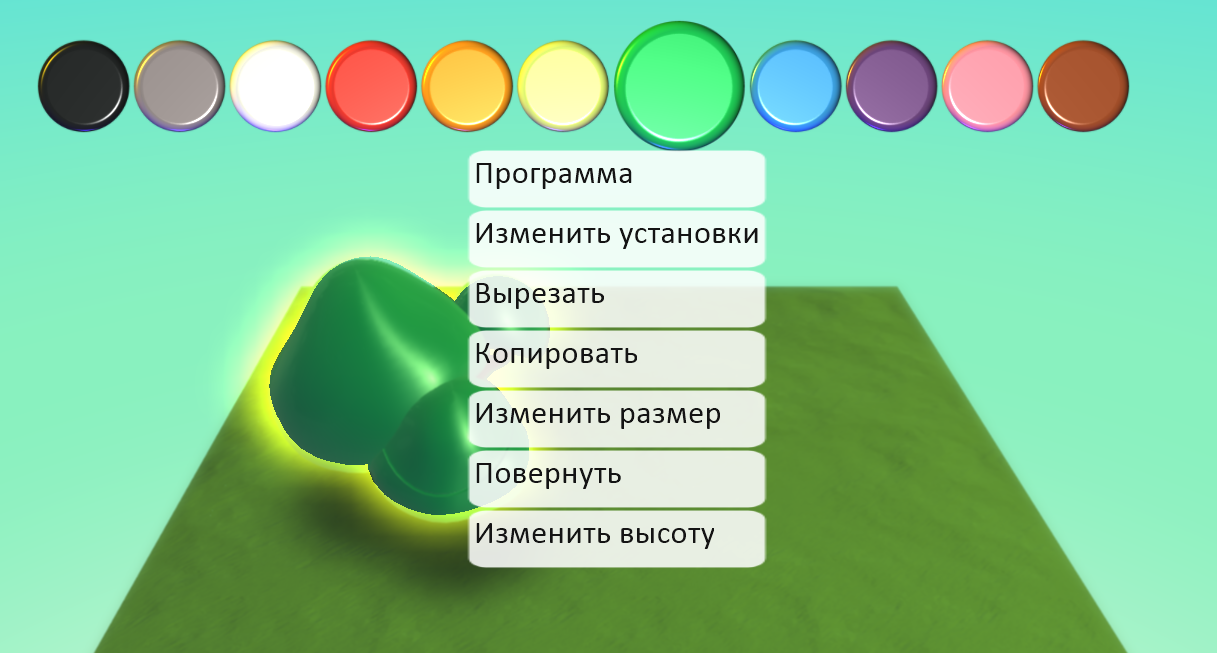 Программа
Изменить установки
Вырезать
Копировать
Изменить размер
Повернуть
Изменить высоту